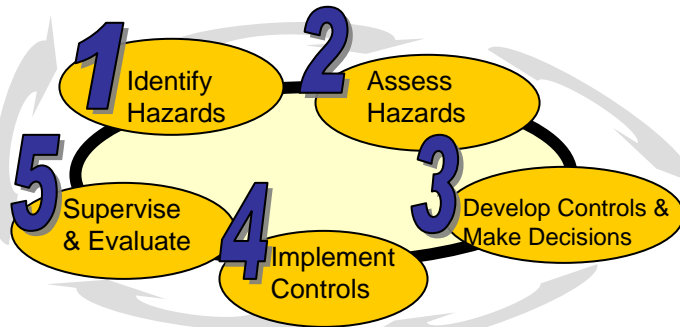 1 Identify
Hazards
2 Assess
Hazards
3 Develop Controls &
Make Decisions
4 Implement
Controls
5 Supervise
& Evaluate